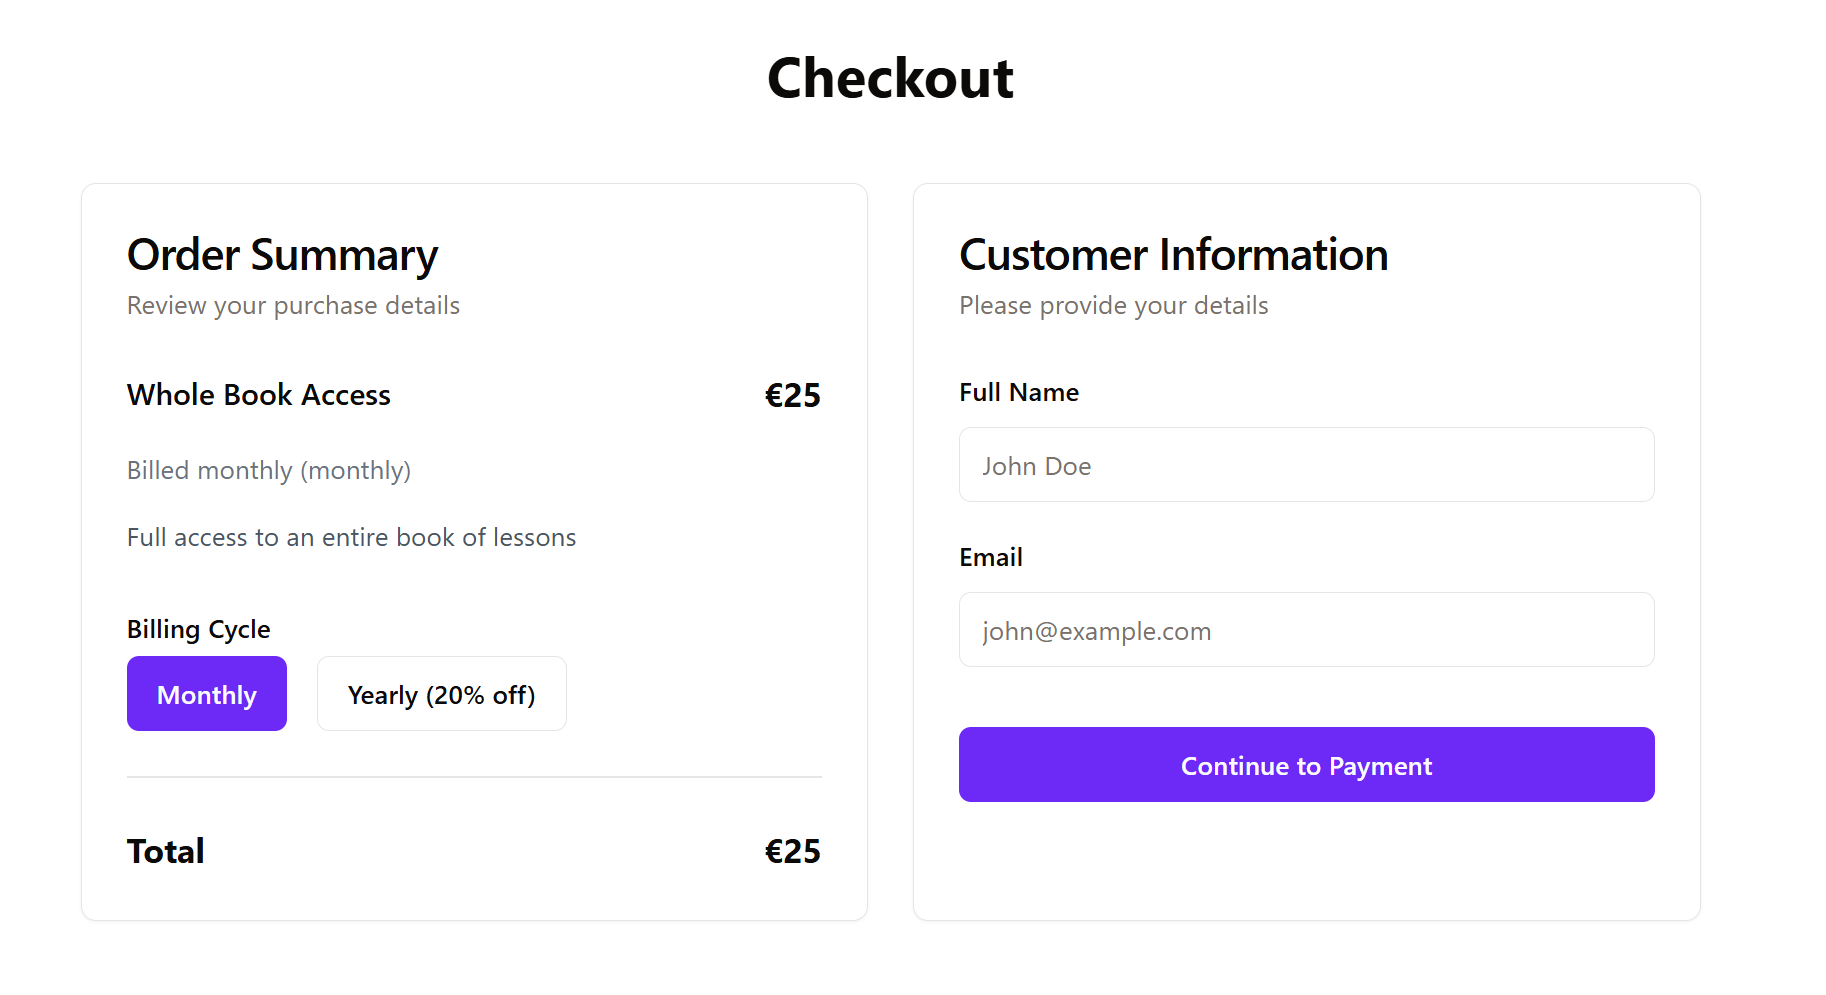 Checkout
Order Summary
Review your purchase details
Whole Book Access €25
Billed monthly (monthly)
Full access to an entire book of lessons
Billing Cycle
Monthly Yearly (20% off)
Total €25
Customer Information
Please provide your details
Full Name
John Doe
Email
john@example.com
Continue to Payment